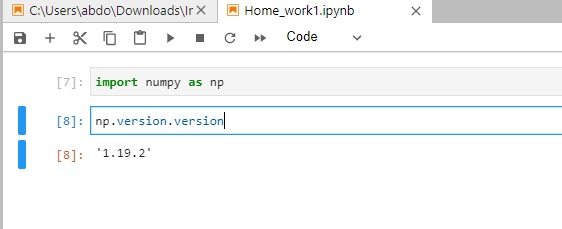 C:\Users\abdo\Downloads\Ir
Home_work1.ipynb
Code
[7]: import numpy as np
[8]: np.version.version
[8]: '1.19.2'